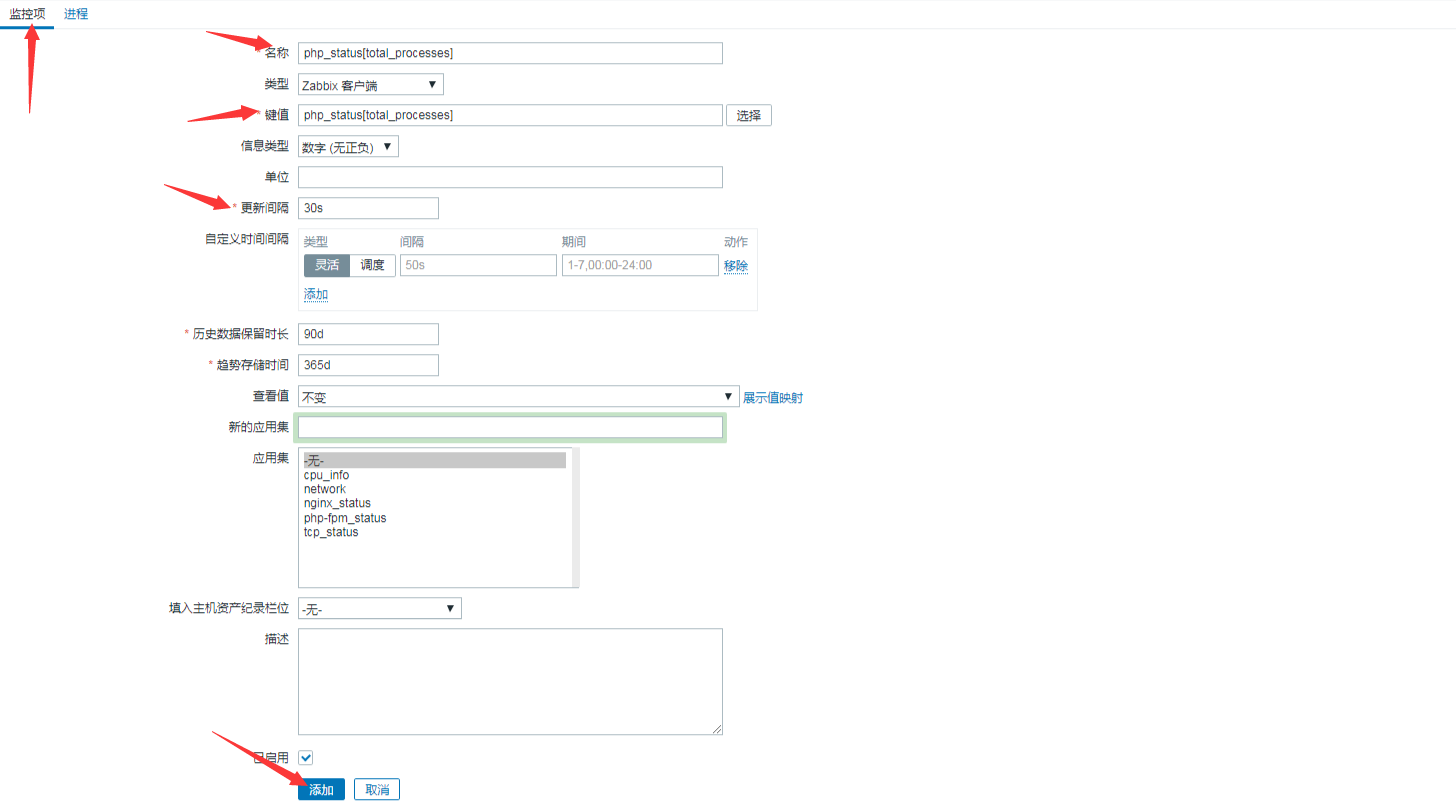 监控项 进程
* 名称 php_status[total_processes]
类型 Zabbix 客户端
* 键值 php_status[total_processes] 选择
信息类型 数字 (无正负)
单位
* 更新间隔 30s
自定义时间间隔 类型 间隔 期间 动作
灵活 调度 50s 1-7,00:00-24:00 移除
添加
* 历史数据保留时长 90d
* 趋势存储时间 365d
查看值 不变 展示值映射
新的应用集
应用集 -无-
cpu_info
network
nginx_status
php-fpm_status
tcp_status
填入主机资产纪录栏位 -无-
描述
已启用
添加 取消